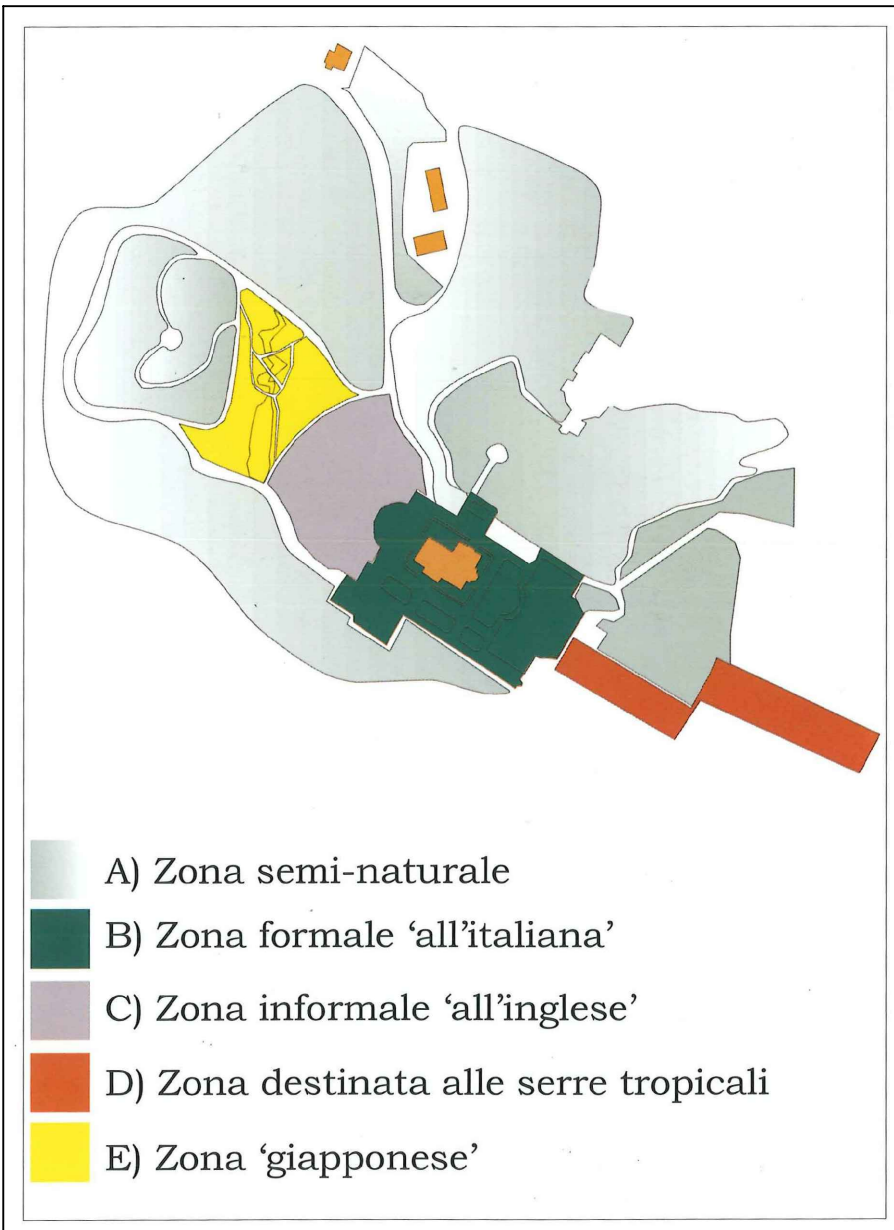 A) Zona semi-naturale
B) Zona formale ‘all’italiana’
C) Zona informale ‘all’inglese’
D) Zona destinata alle serre tropicali
E) Zona ‘giapponese’